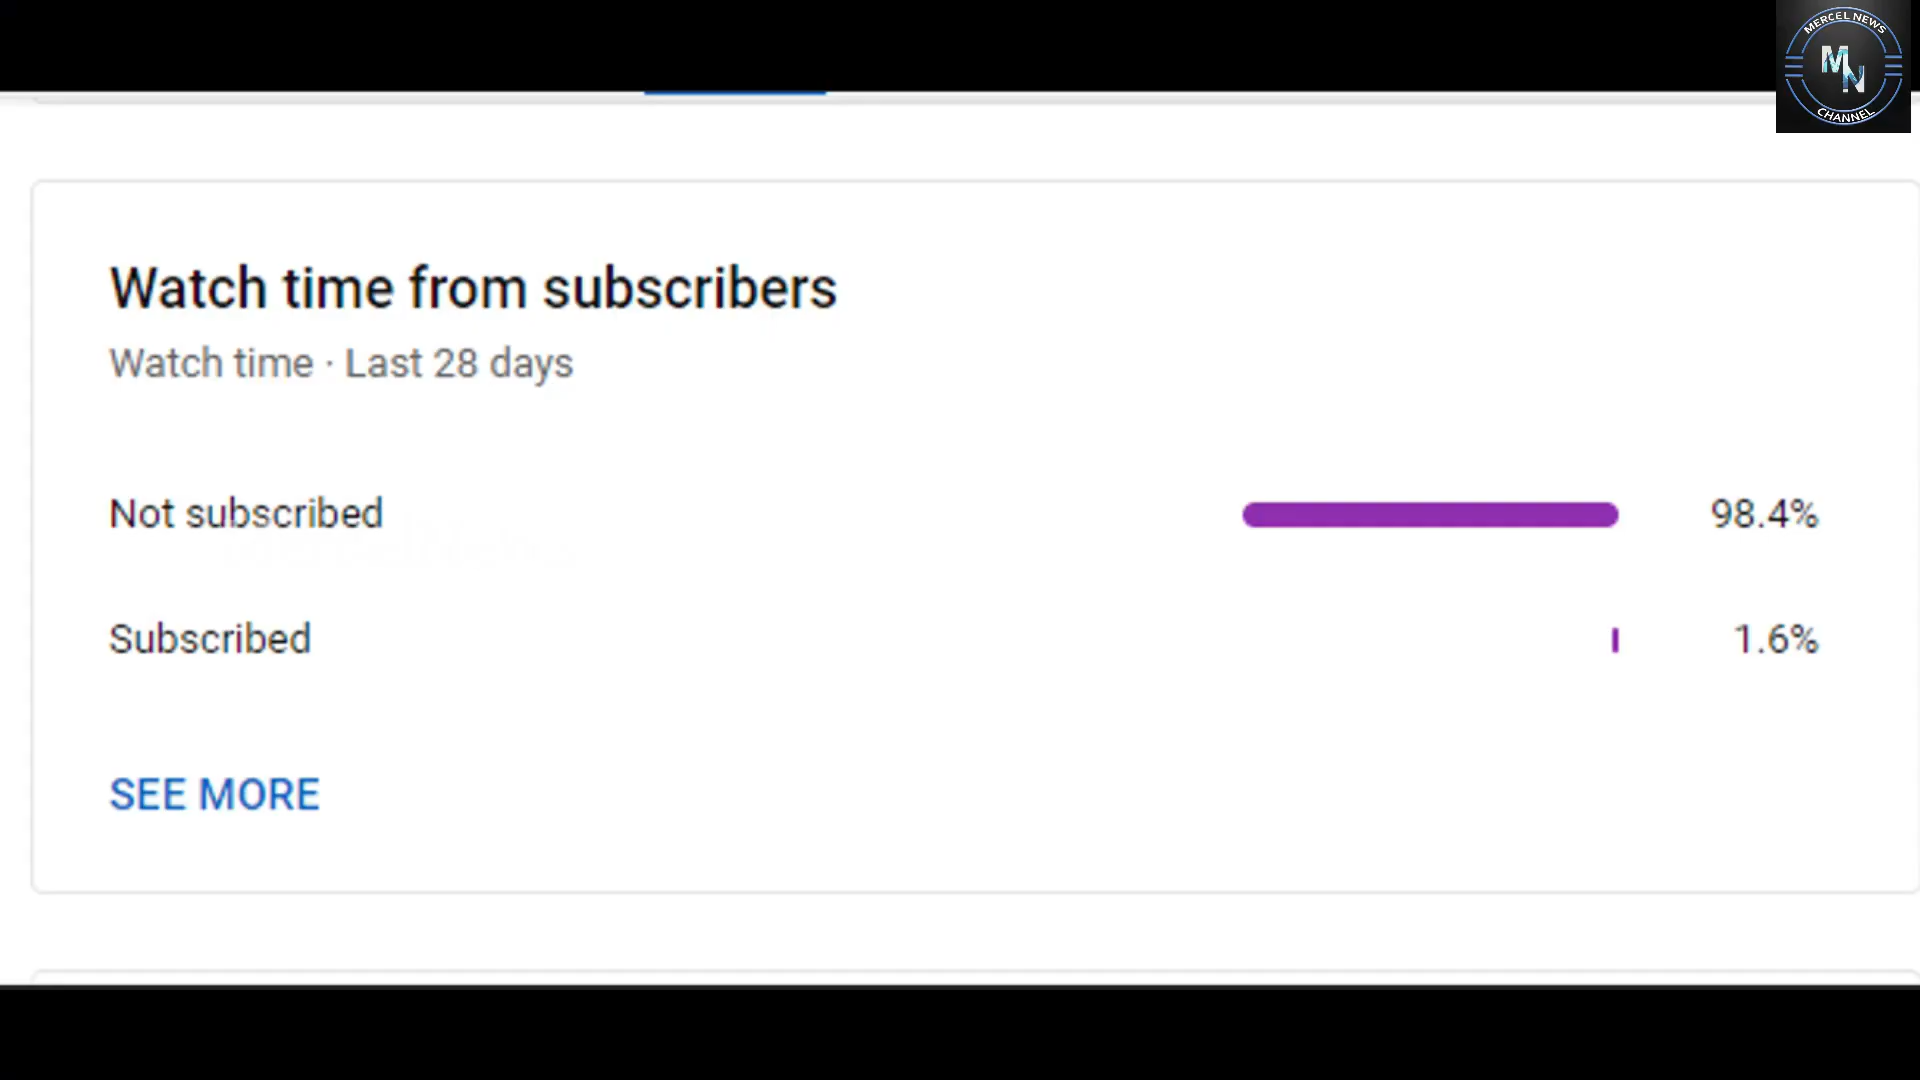 MERCEL NEWS
MN
CHANNEL
Watch time from subscribers
Watch time · Last 28 days
Not subscribed 98.4%
Subscribed 1.6%
SEE MORE